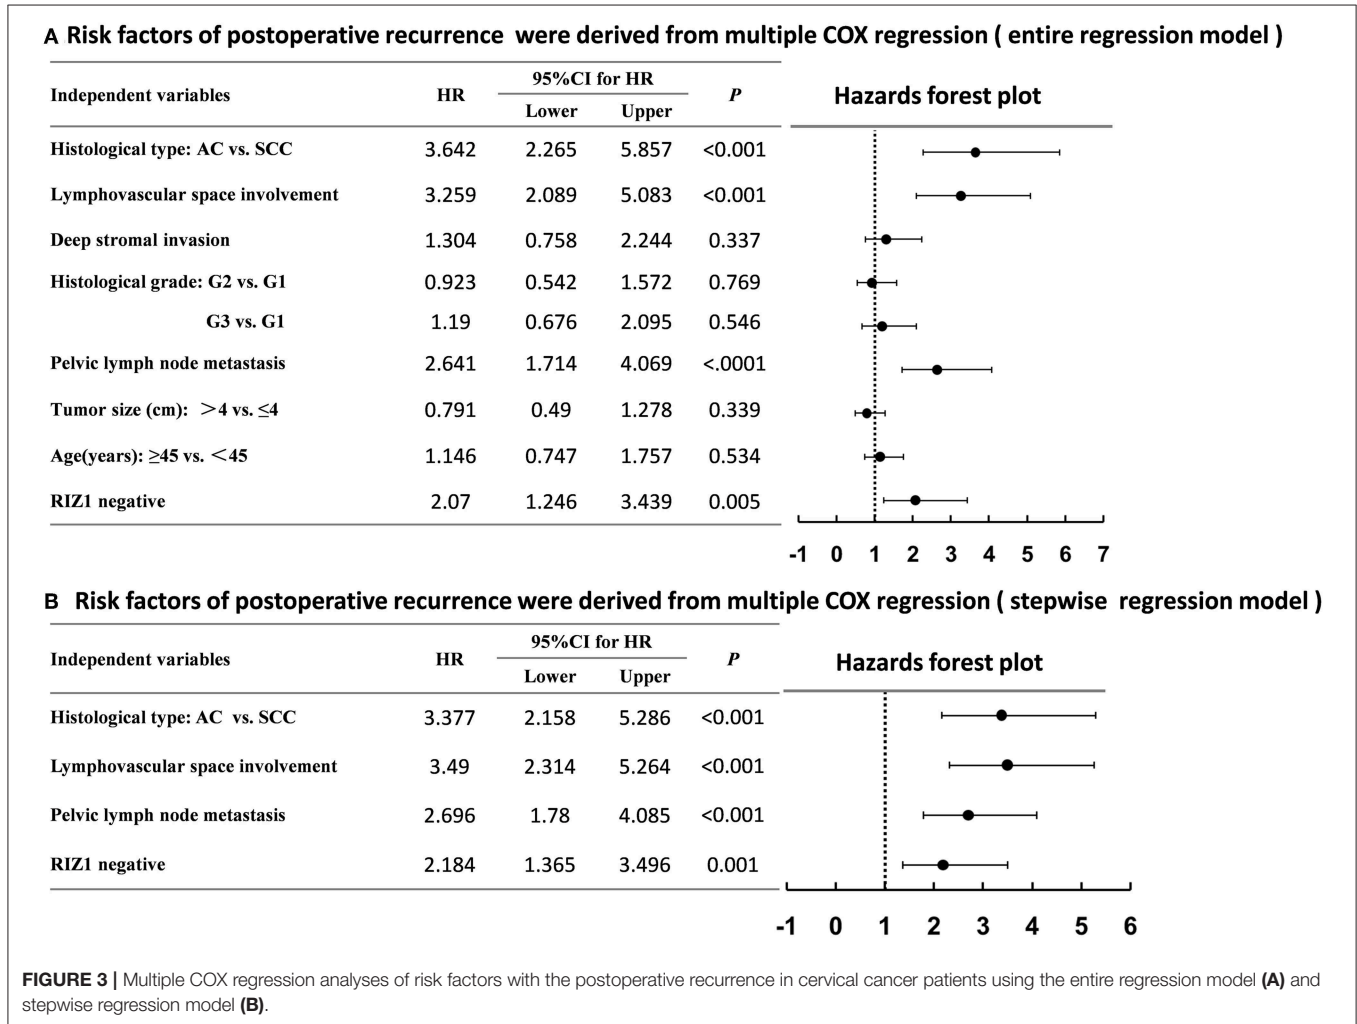 A Risk factors of postoperative recurrence were derived from multiple COX regression ( entire regression model )
Independent variables HR 95%CI for HR P Hazards forest plot
Lower Upper
Histological type: AC vs. SCC 3.642 2.265 5.857 <0.001
Lymphovascular space involvement 3.259 2.089 5.083 <0.001
Deep stromal invasion 1.304 0.758 2.244 0.337
Histological grade: G2 vs. G1 0.923 0.542 1.572 0.769
G3 vs. G1 1.19 0.676 2.095 0.546
Pelvic lymph node metastasis 2.641 1.714 4.069 <.0001
Tumor size (cm): >4 vs. ≤4 0.791 0.49 1.278 0.339
Age(years): ≥45 vs. <45 1.146 0.747 1.757 0.534
RIZ1 negative 2.07 1.246 3.439 0.005
-1 0 1 2 3 4 5 6 7
B Risk factors of postoperative recurrence were derived from multiple COX regression ( stepwise regression model )
Independent variables HR 95%CI for HR P Hazards forest plot
Lower Upper
Histological type: AC vs. SCC 3.377 2.158 5.286 <0.001
Lymphovascular space involvement 3.49 2.314 5.264 <0.001
Pelvic lymph node metastasis 2.696 1.78 4.085 <0.001
RIZ1 negative 2.184 1.365 3.496 0.001
-1 0 1 2 3 4 5 6
FIGURE 3 | Multiple COX regression analyses of risk factors with the postoperative recurrence in cervical cancer patients using the entire regression model (A) and
stepwise regression model (B).